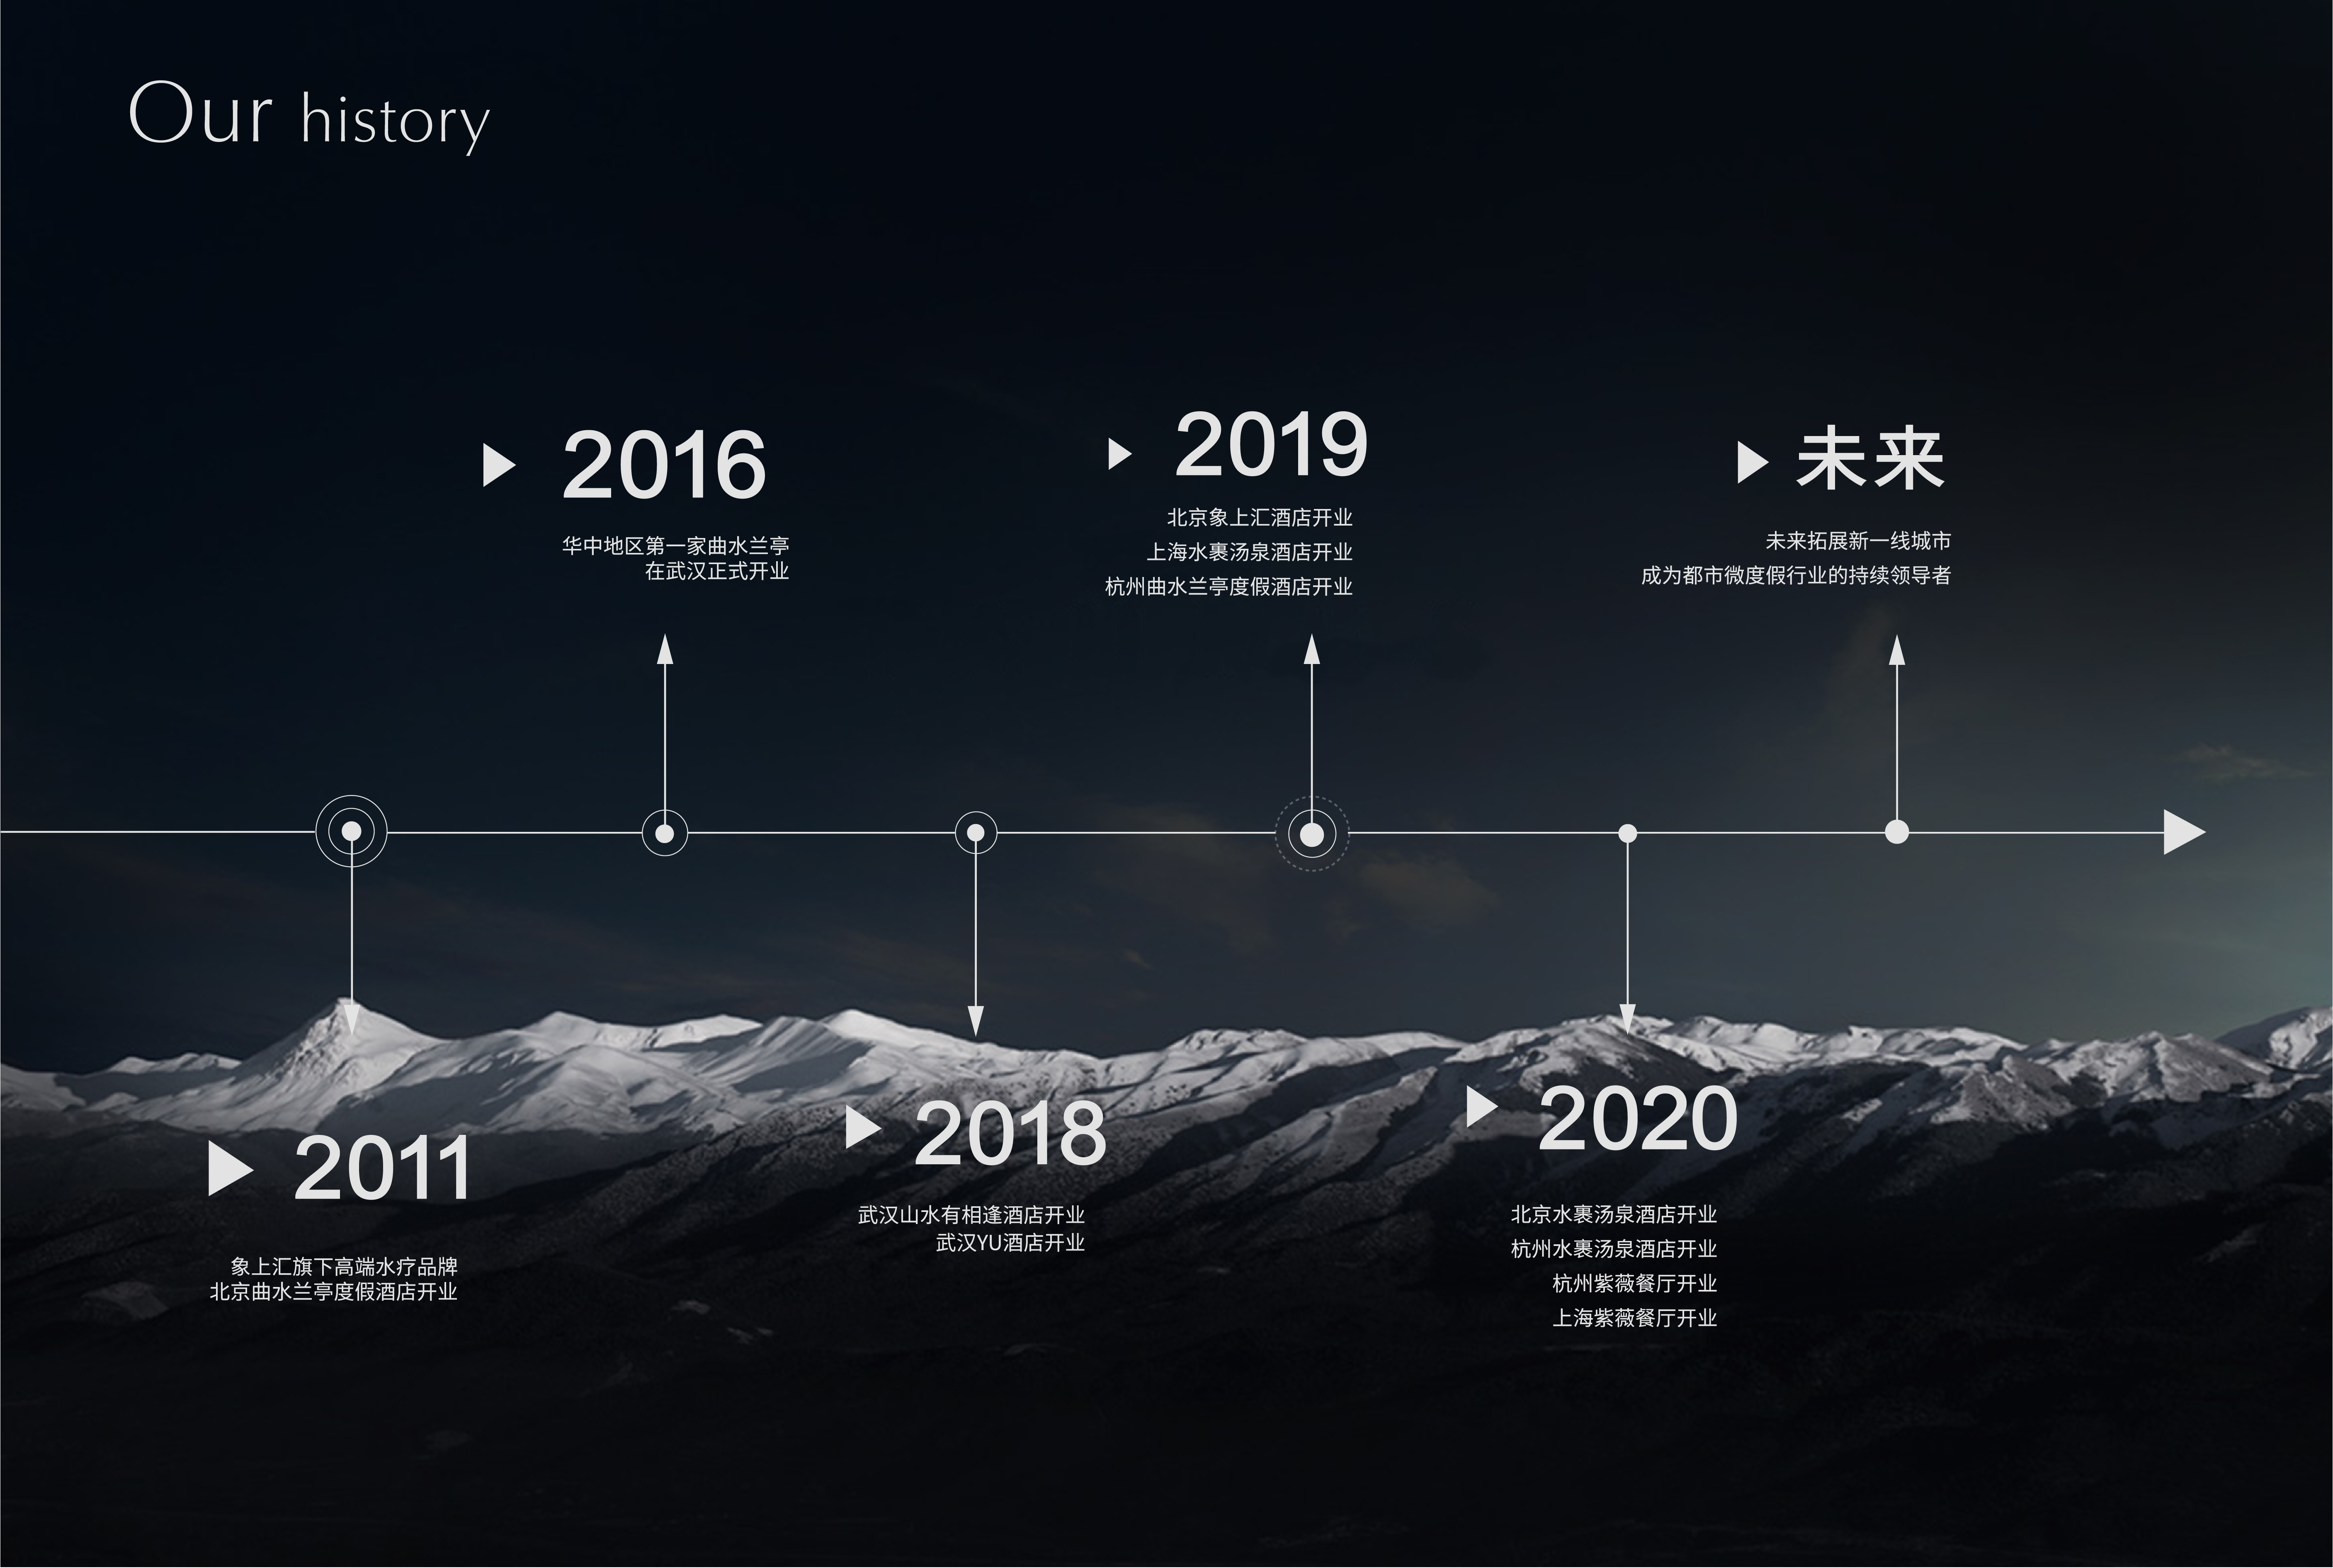 Our history
2016
华中地区第一家曲水兰亭
在武汉正式开业
2019
北京象上汇酒店开业
上海水裹汤泉酒店开业
杭州曲水兰亭度假酒店开业
未来
未来拓展新一线城市
成为都市微度假行业的持续领导者
2011
象上汇旗下高端水疗品牌
北京曲水兰亭度假酒店开业
2018
武汉山水有相逢酒店开业
武汉YU酒店开业
2020
北京水裹汤泉酒店开业
杭州水裹汤泉酒店开业
杭州紫薇餐厅开业
上海紫薇餐厅开业